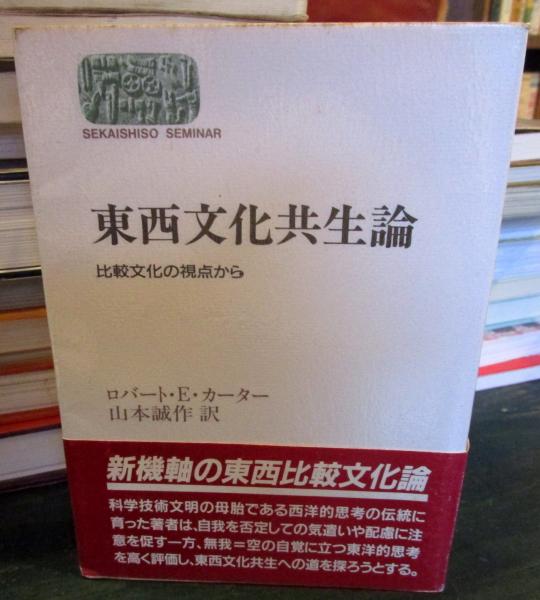 SEKAISHISO SEMINAR
東西文化共生論
比較文化の視点から
ロバート・E・カーター
山本誠作 訳
新機軸の東西比較文化論
科学技術文明の母胎である西洋的思考の伝統に
育った著者は、自我を否定しての気遣いや配慮に注
意を促す一方、無我＝空の自覚に立つ東洋的思考
を高く評価し、東西文化共生への道を探ろうとする。